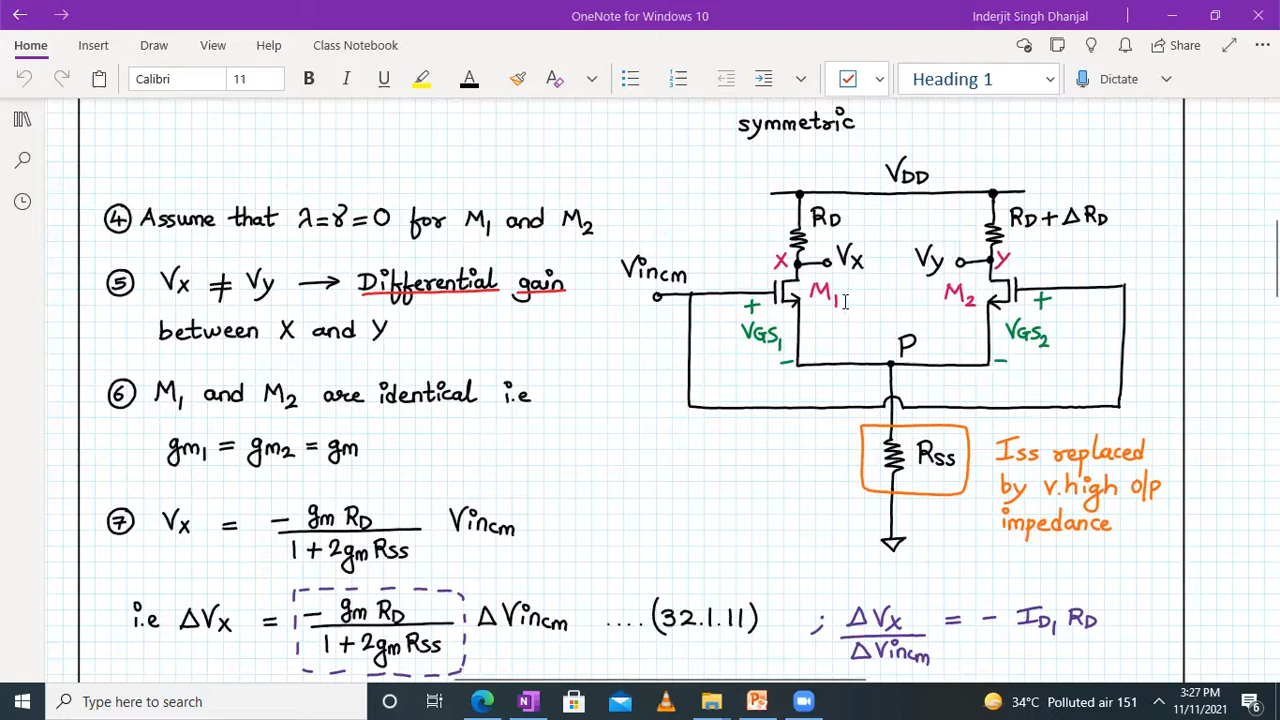 OneNote for Windows 10
Inderjit Singh Dhanjal
Home Insert Draw View Help Class Notebook
Share
Calibri 11 B I U A Heading 1 Dictate
symmetric
VDD
④ Assume that λ=γ=0 for M1 and M2
RD
RD + ΔRD
⑤ Vx ≠ Vy → Differential gain
between X and Y
Vincm
X Vx
Vy Y
M1
M2
+ VGS1 -
+ VGS2 -
P
⑥ M1 and M2 are identical i.e
gm1 = gm2 = gm
Rss
Iss replaced
by v.high o/p
impedance
⑦ Vx = - gm RD / 1 + 2gm Rss Vincm
i.e ΔVx = - gm RD / 1 + 2gm Rss ΔVincm ....(32.1.11) ; ΔVx / ΔVincm = - ID1 RD
Type here to search
34°C Polluted air 151
3:27 PM
11/11/2021
6